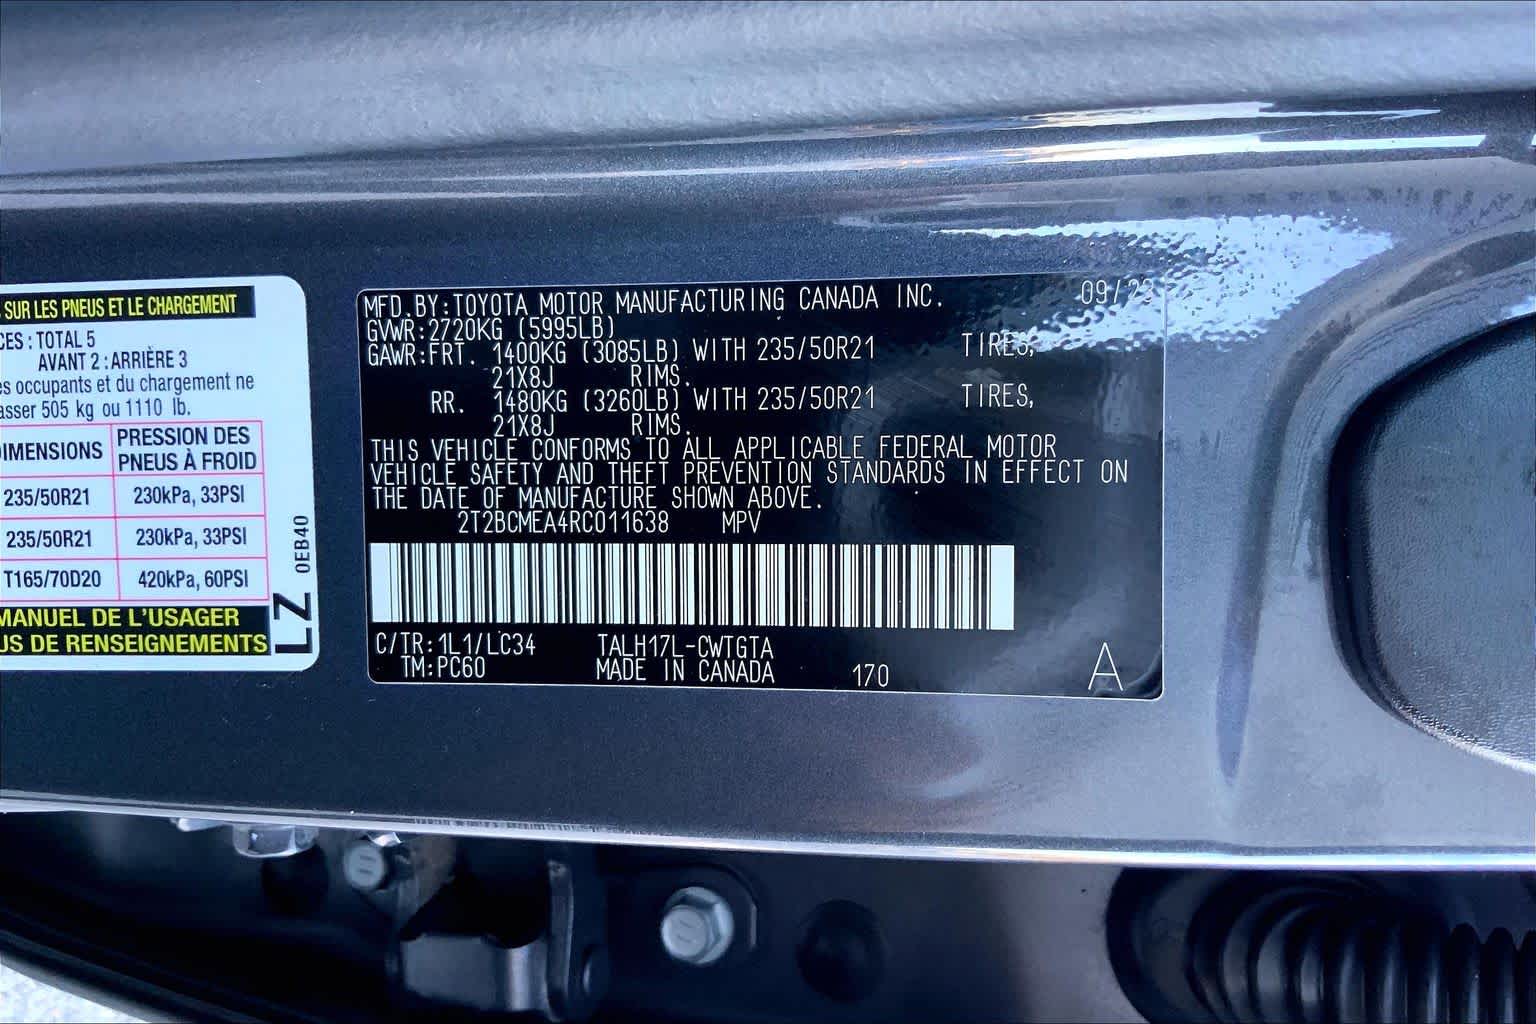 SUR LES PNEUS ET LE CHARGEMENT
CES : TOTAL 5
AVANT 2 : ARRIÈRE 3
es occupants et du chargement ne
asser 505 kg ou 1110 lb.
DIMENSIONS PRESSION DES PNEUS À FROID
235/50R21 230kPa, 33PSI
235/50R21 230kPa, 33PSI
T165/70D20 420kPa, 60PSI
MANUEL DE L'USAGER
US DE RENSEIGNEMENTS
0EB40
LZ
MFD.BY:TOYOTA MOTOR MANUFACTURING CANADA INC. 09/23
GVWR:2720KG (5995LB)
GAWR:FRT. 1400KG (3085LB) WITH 235/50R21 TIRES,
21X8J RIMS.
RR. 1480KG (3260LB) WITH 235/50R21 TIRES,
21X8J RIMS.
THIS VEHICLE CONFORMS TO ALL APPLICABLE FEDERAL MOTOR
VEHICLE SAFETY AND THEFT PREVENTION STANDARDS IN EFFECT ON
THE DATE OF MANUFACTURE SHOWN ABOVE.
2T2BCMEA4RC011638 MPV
C/TR:1L1/LC34 TALH17L-CWTGTA
TM:PC60 MADE IN CANADA 170 A